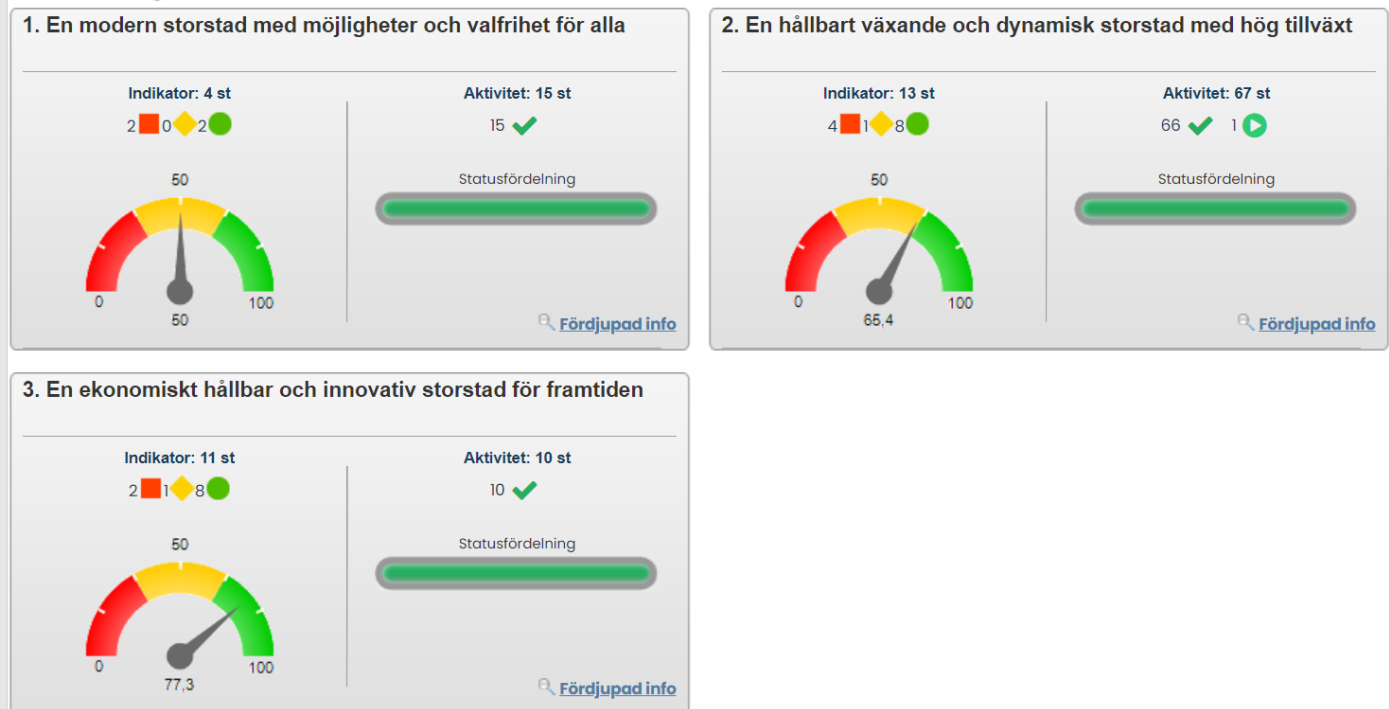 1. En modern storstad med möjligheter och valfrihet för alla
Indikator: 4 st
2 0 2
50
0
100
50
Aktivitet: 15 st
15
Statusfördelning
Fördjupad info
2. En hållbart växande och dynamisk storstad med hög tillväxt
Indikator: 13 st
4 1 8
50
0
100
65,4
Aktivitet: 67 st
66 1
Statusfördelning
Fördjupad info
3. En ekonomiskt hållbar och innovativ storstad för framtiden
Indikator: 11 st
2 1 8
50
0
100
77,3
Aktivitet: 10 st
10
Statusfördelning
Fördjupad info